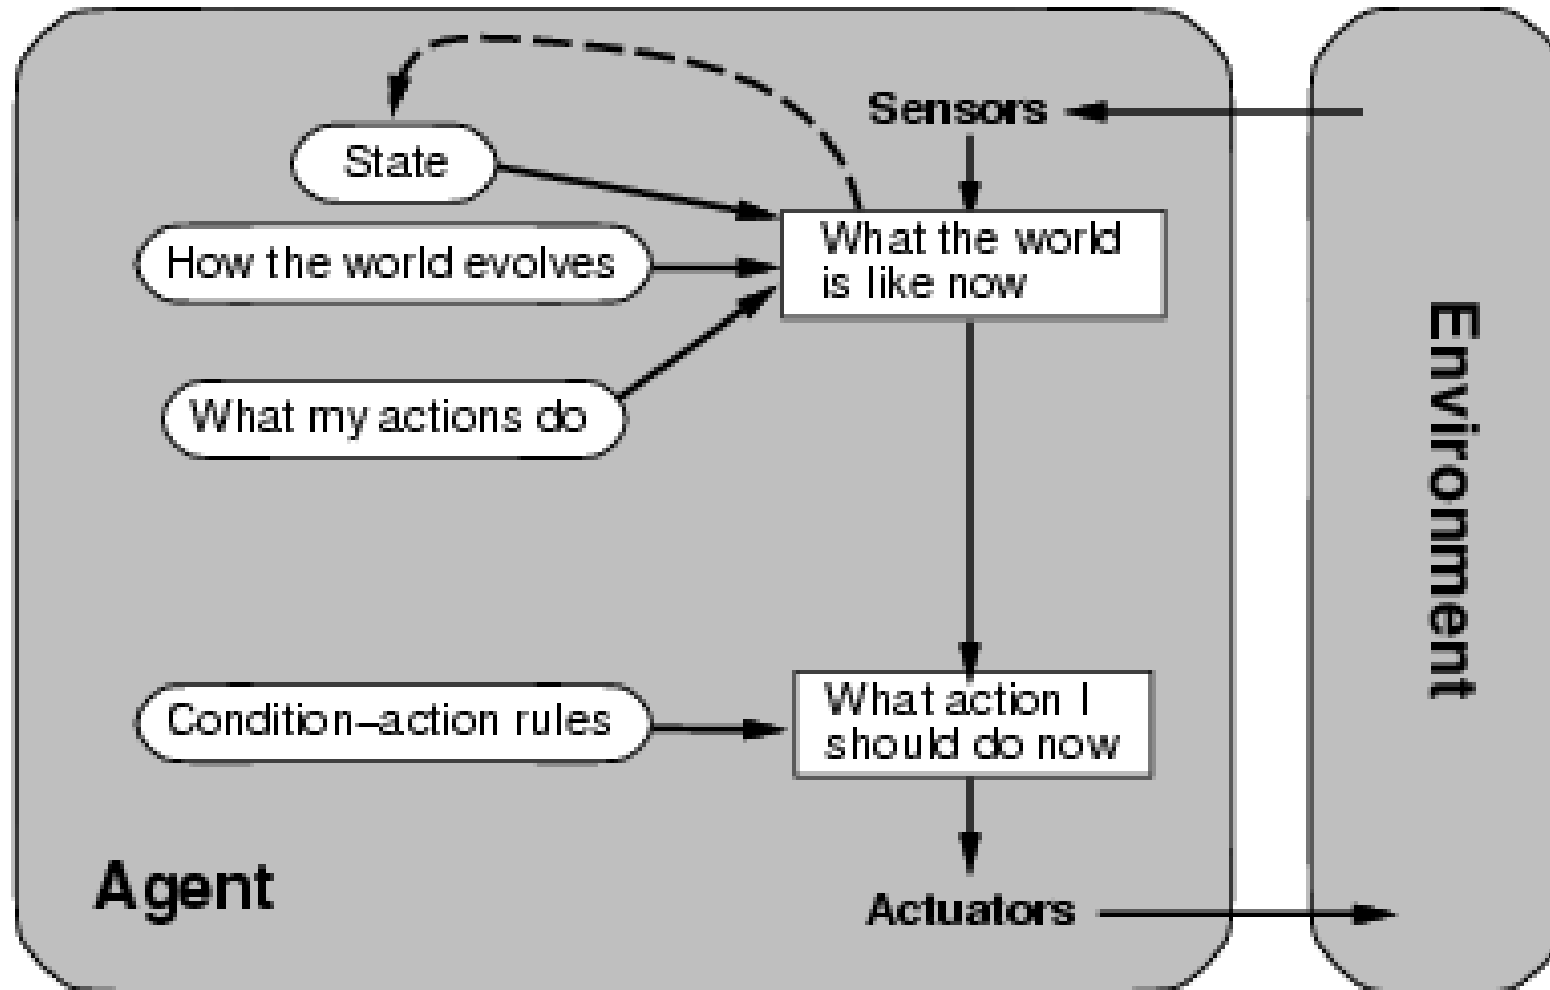 Sensors
State
What the world
is like now
How the world evolves
What my actions do
Environment
Condition–action rules
What action I
should do now
Agent
Actuators